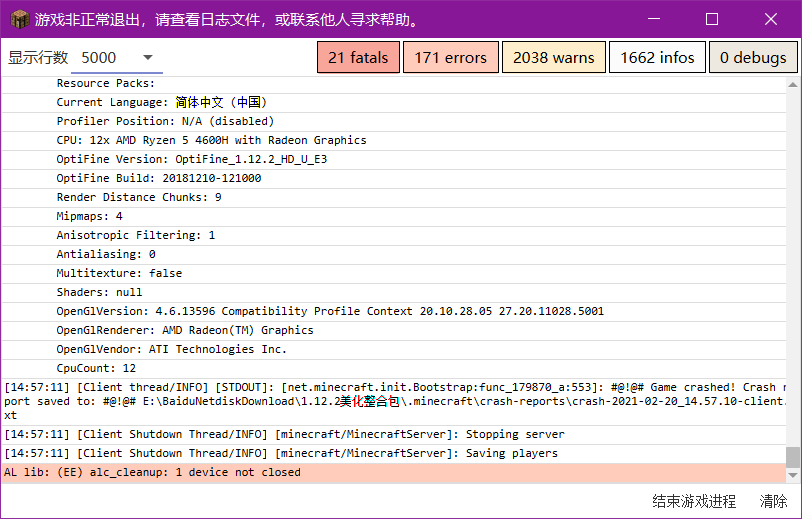 游戏非正常退出，请查看日志文件，或联系他人寻求帮助。
显示行数 5000 21 fatals 171 errors 2038 warns 1662 infos 0 debugs
Resource Packs:
Current Language: 简体中文 (中国)
Profiler Position: N/A (disabled)
CPU: 12x AMD Ryzen 5 4600H with Radeon Graphics
OptiFine Version: OptiFine_1.12.2_HD_U_E3
OptiFine Build: 20181210-121000
Render Distance Chunks: 9
Mipmaps: 4
Anisotropic Filtering: 1
Antialiasing: 0
Multitexture: false
Shaders: null
OpenGlVersion: 4.6.13596 Compatibility Profile Context 20.10.28.05 27.20.11028.5001
OpenGlRenderer: AMD Radeon(TM) Graphics
OpenGlVendor: ATI Technologies Inc.
CpuCount: 12
[14:57:11] [Client thread/INFO] [STDOUT]: [net.minecraft.init.Bootstrap:func_179870_a:553]: #@!@# Game crashed! Crash re
port saved to: #@!@# E:\BaiduNetdiskDownload\1.12.2美化整合包\.minecraft\crash-reports\crash-2021-02-20_14.57.10-client.t
xt
[14:57:11] [Client Shutdown Thread/INFO] [minecraft/MinecraftServer]: Stopping server
[14:57:11] [Client Shutdown Thread/INFO] [minecraft/MinecraftServer]: Saving players
AL lib: (EE) alc_cleanup: 1 device not closed
结束游戏进程 清除